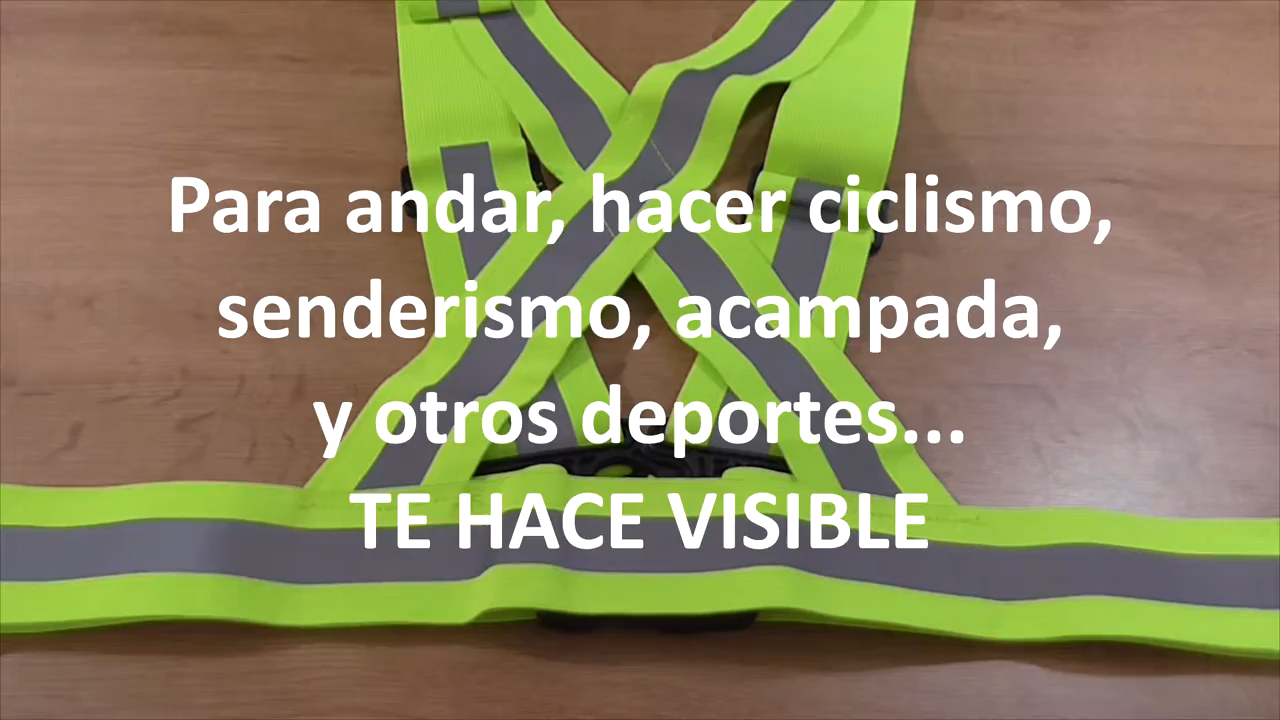 Para andar, hacer ciclismo,
senderismo, acampada,
y otros deportes...
TE HACE VISIBLE